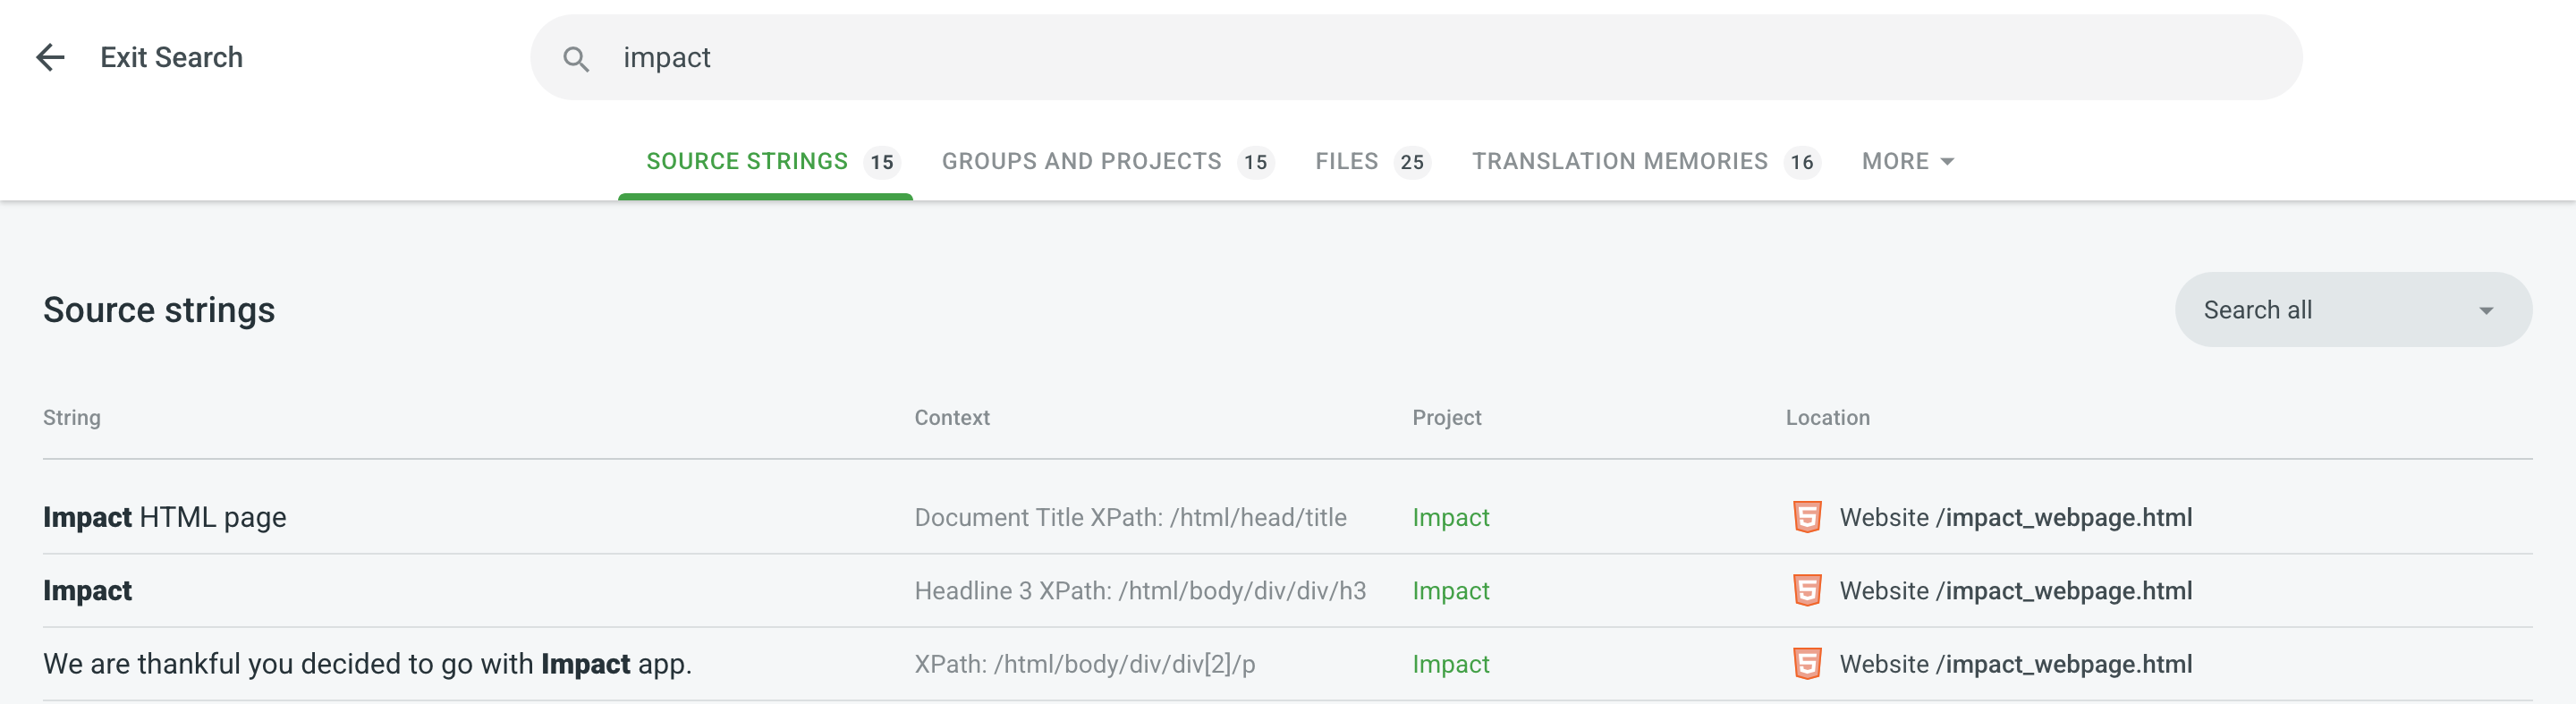 Exit Search
impact
SOURCE STRINGS 15 GROUPS AND PROJECTS 15 FILES 25 TRANSLATION MEMORIES 16 MORE
Source strings
Search all
String Context Project Location
Impact HTML page Document Title XPath: /html/head/title Impact Website /impact_webpage.html
Impact Headline 3 XPath: /html/body/div/div/h3 Impact Website /impact_webpage.html
We are thankful you decided to go with Impact app. XPath: /html/body/div/div[2]/p Impact Website /impact_webpage.html